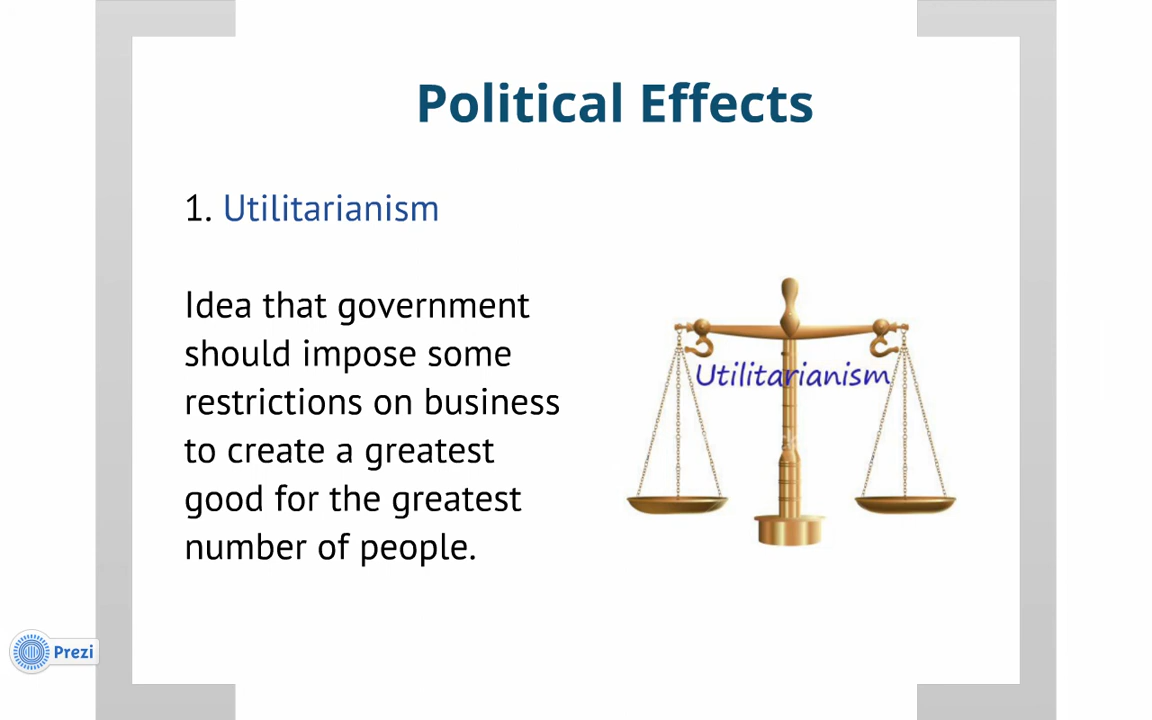 Political Effects
1. Utilitarianism
Idea that government
should impose some
restrictions on business
to create a greatest
good for the greatest
number of people.
Utilitarianism
Prezi